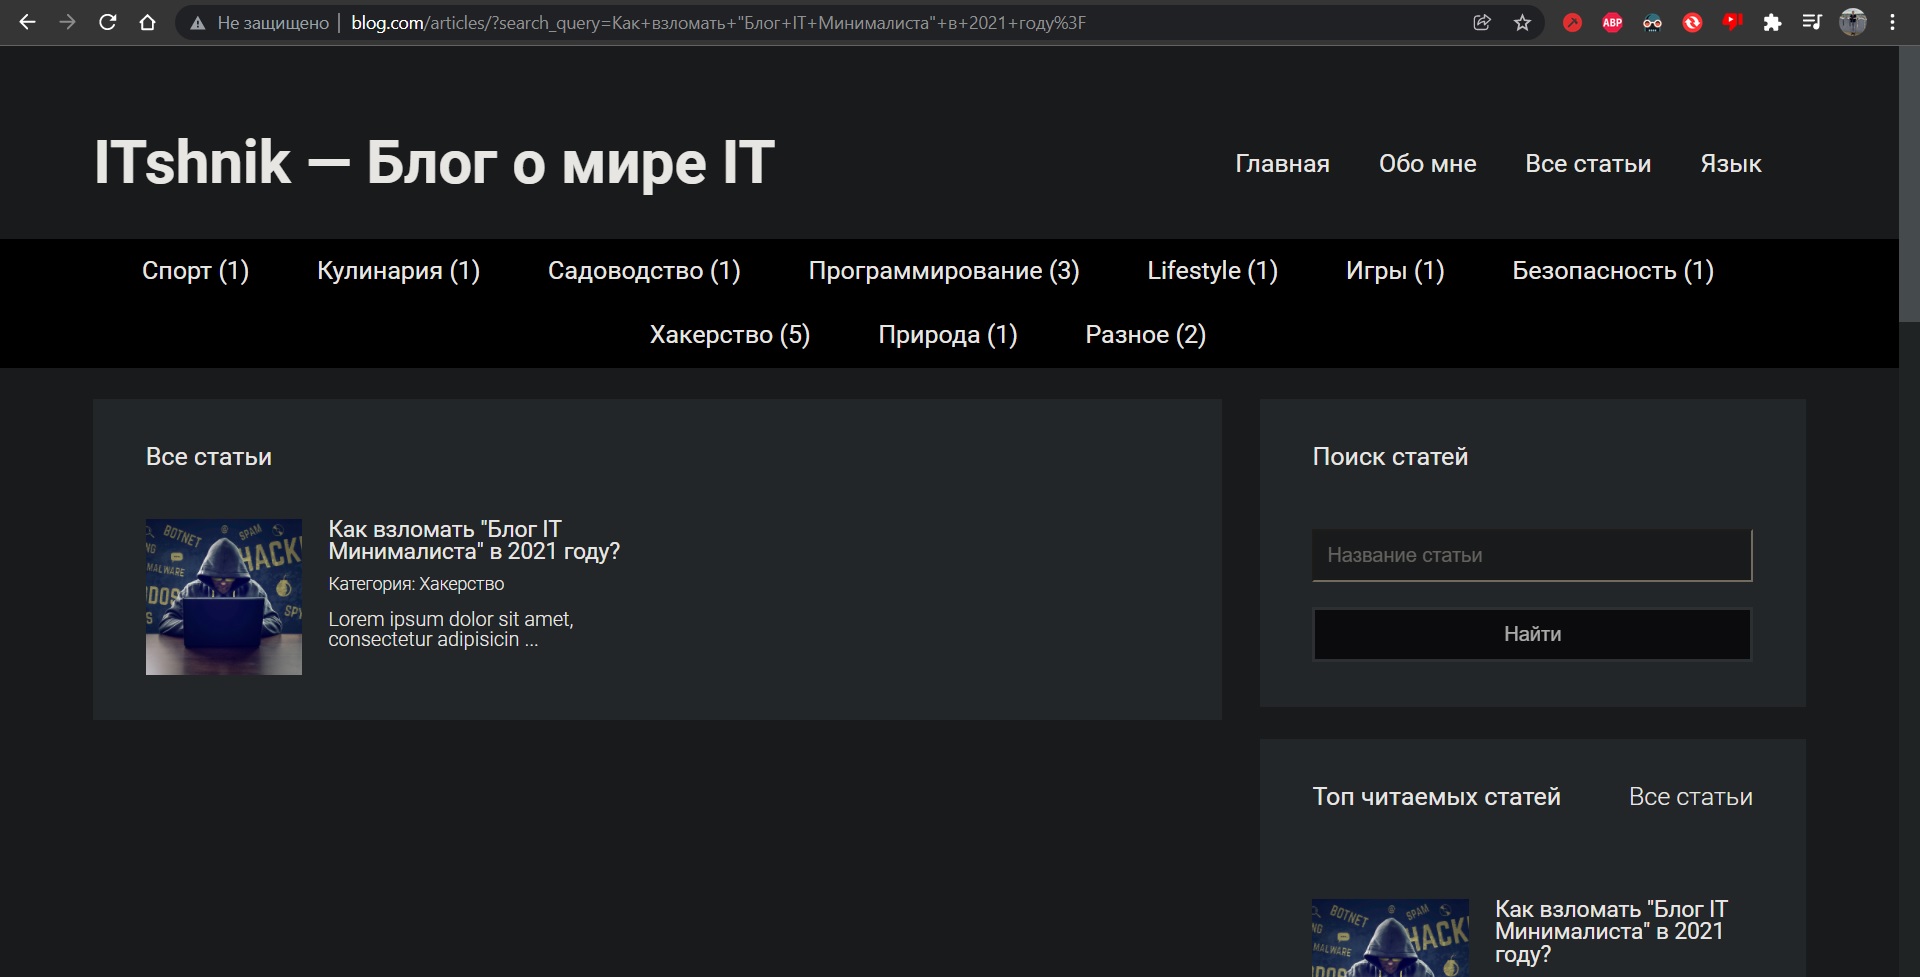 Не защищено | blog.com/articles/?search_query=Как+взломать+"Блог+IT+Минималиста"+в+2021+году%3F
ABP
ITshnik — Блог о мире IT
Главная Обо мне Все статьи Язык
Спорт (1) Кулинария (1) Садоводство (1) Программирование (3) Lifestyle (1) Игры (1) Безопасность (1)
Хакерство (5) Природа (1) Разное (2)
Все статьи
BOTNET @ SPAM
HACK
MALWARE
SPY
Как взломать "Блог IT
Минималиста" в 2021 году?
Категория: Хакерство
Lorem ipsum dolor sit amet,
consectetur adipisicin ...
Поиск статей
Название статьи
Найти
Топ читаемых статей Все статьи
BOTNET @ SPAM
HACK
MALWARE
Как взломать "Блог IT
Минималиста" в 2021
году?